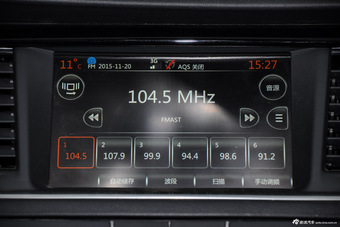 11°C FM 2015-11-20 3G AQS 关闭 15:27
104.5 MHz 音源
FMAST
1 2 3 4 5 6
104.5 107.9 99.9 94.4 98.6 91.2
自动储存 波段 扫描 手动调频